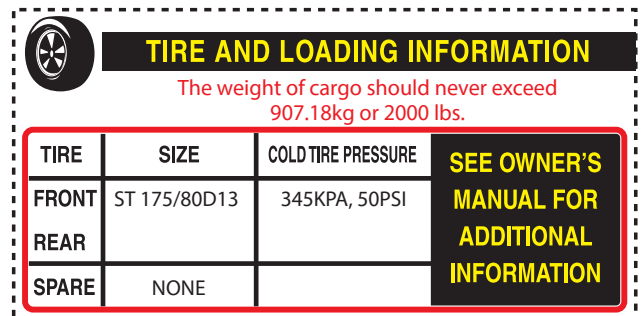 TIRE AND LOADING INFORMATION
The weight of cargo should never exceed
907.18kg or 2000 lbs.
TIRE SIZE COLD TIRE PRESSURE
FRONT ST 175/80D13 345KPA, 50PSI
REAR
SPARE NONE
SEE OWNER'S
MANUAL FOR
ADDITIONAL
INFORMATION